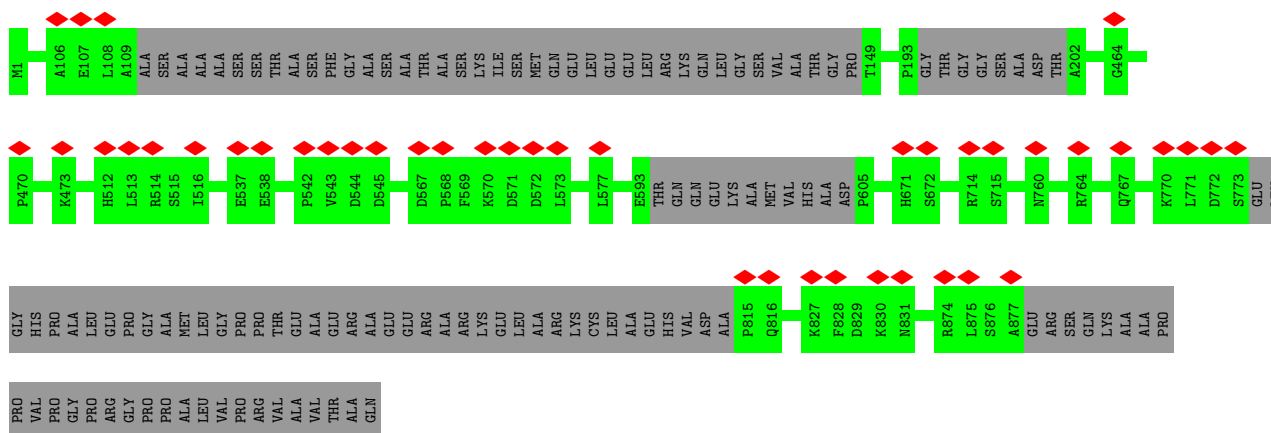 M1 A106 E107 L108 A109 ALA SER ALA ALA ALA SER SER THR ALA SER PHE GLY ALA SER ALA THR ALA SER LYS ILE SER MET GLN GLU LEU GLU GLU LEU ARG LYS GLN LEU GLY SER VAL ALA THR GLY PRO T149 P193 GLY THR GLY GLY SER ALA ASP THR A202 G464
P470 K473 H512 L513 R514 S515 I516 E537 E538 P542 V543 D544 D545 D567 P568 F569 K570 D571 D572 L573 L577 E593 THR GLN GLN GLU LYS ALA MET VAL HIS ALA ASP P605 H671 S672 R714 S715 N760 R764 Q767 K770 L771 D772 S773 GLU
GLY HIS PRO ALA LEU GLU PRO GLY ALA MET LEU GLY PRO PRO THR GLU ALA GLU ARG ALA GLU GLU ARG ALA ARG LYS GLU LEU ALA ARG LYS CYS LEU ALA GLU HIS VAL ASP ALA P815 Q816 K827 F828 D829 K830 N831 R874 L875 S876 A877 GLU ARG SER GLN LYS ALA ALA PRO
PRO VAL PRO GLY PRO ARG GLY PRO PRO ALA LEU VAL PRO ARG VAL ALA VAL THR ALA GLN